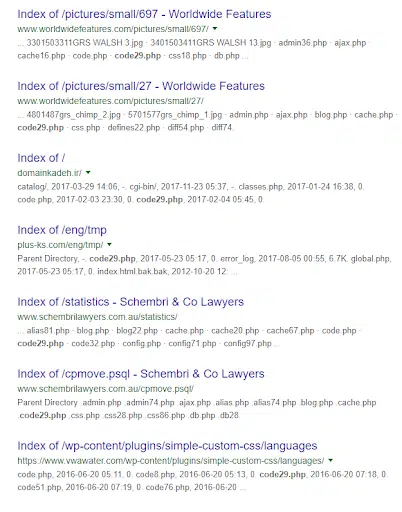 Index of /pictures/small/697 - Worldwide Features
www.worldwidefeatures.com/pictures/small/697/
... 3301503311GRS WALSH 3.jpg · 3401503411GRS WALSH 13.jpg · admin36.php · ajax.php ·
cache16.php · code.php · code29.php · css18.php · db.php ...
Index of /pictures/small/27 - Worldwide Features
www.worldwidefeatures.com/pictures/small/27/
... 4801487grs_chimp_2.jpg · 5701577grs_chimp_1.jpg · admin.php · ajax.php · blog.php · cache.php ·
code29.php · css.php · defines22.php · diff54.php · diff74.
Index of /
domainkadeh.ir/
catalog/, 2017-03-29 14:06, -. cgi-bin/, 2017-11-23 05:37, -. classes.php, 2017-01-24 16:38, 0.
code.php, 2017-02-03 23:30, 0. code29.php, 2017-02-04 05:45, 0.
Index of /eng/tmp/
plus-ks.com/eng/tmp/
Parent Directory, -. code29.php, 2017-05-23 05:17, 0. error_log, 2017-08-05 00:55, 6.7K. global.php,
2017-05-23 05:17, 0. index.html.bak.bak, 2012-10-20 12: ...
Index of /statistics - Schembri & Co Lawyers
www.schembrilawyers.com.au/statistics/
... alias81.php · blog.php · blog22.php · cache.php · cache20.php · cache67.php · code.php ·
code29.php · code32.php · config.php · config71.php · config97.php ...
Index of /cpmove.psql - Schembri & Co Lawyers
www.schembrilawyers.com.au/cpmove.psql/
Parent Directory · admin.php · admin74.php · ajax.php · alias.php · alias74.php · blog.php · cache.php
· code29.php · css.php · css28.php · css86.php · db.php · db28.
Index of /wp-content/plugins/simple-custom-css/languages/
https://www.vwawater.com/wp-content/plugins/simple-custom-css/languages/
code.php, 2016-06-20 05:11, 0. code8.php, 2016-06-20 05:13, 0. code29.php, 2016-06-20 07:18, 0.
code51.php, 2016-06-20 07:19, 0. code76.php, 2016-06-20 ...